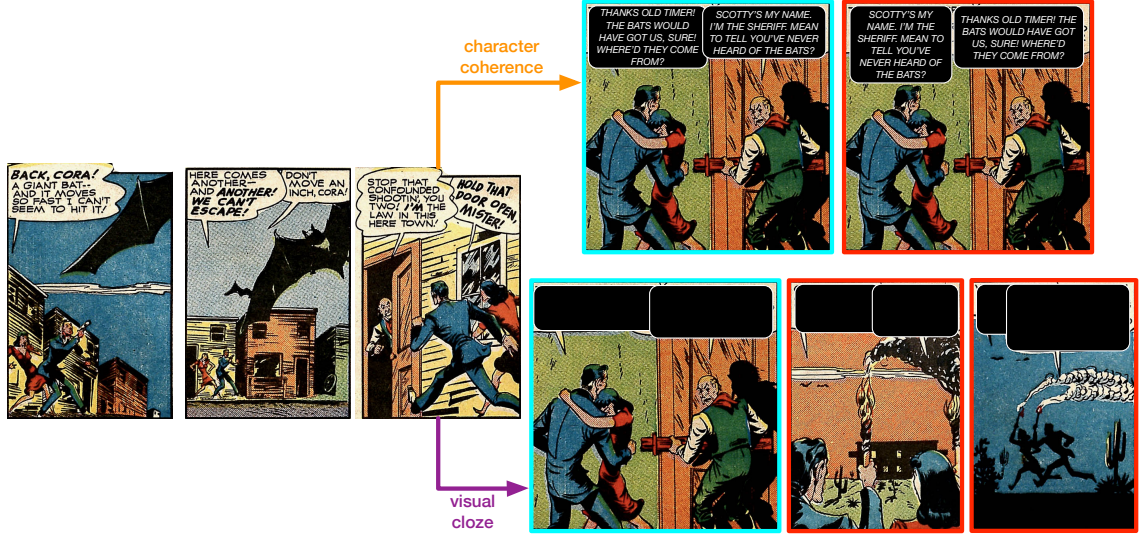 BACK, CORA!
A GIANT BAT--
AND IT MOVES
SO FAST I CAN'T
SEEM TO HIT IT!
HERE COMES
ANOTHER—
AND ANOTHER!
WE CAN'T
ESCAPE!
DON'T
MOVE AN
INCH, CORA!
STOP THAT
CONFOUNDED
SHOOTIN', YOU
TWO! I'M THE
LAW IN THIS
HERE TOWN!
HOLD THAT
DOOR OPEN,
MISTER!
character
coherence
THANKS OLD TIMER!
THE BATS WOULD
HAVE GOT US, SURE!
WHERE'D THEY COME
FROM?
SCOTTY'S MY NAME.
I'M THE SHERIFF. MEAN
TO TELL YOU'VE NEVER
HEARD OF THE BATS?
SCOTTY'S MY
NAME. I'M THE
SHERIFF. MEAN TO
TELL YOU'VE
NEVER HEARD OF
THE BATS?
THANKS OLD TIMER! THE
BATS WOULD HAVE GOT
US, SURE! WHERE'D
THEY COME FROM?
visual
cloze